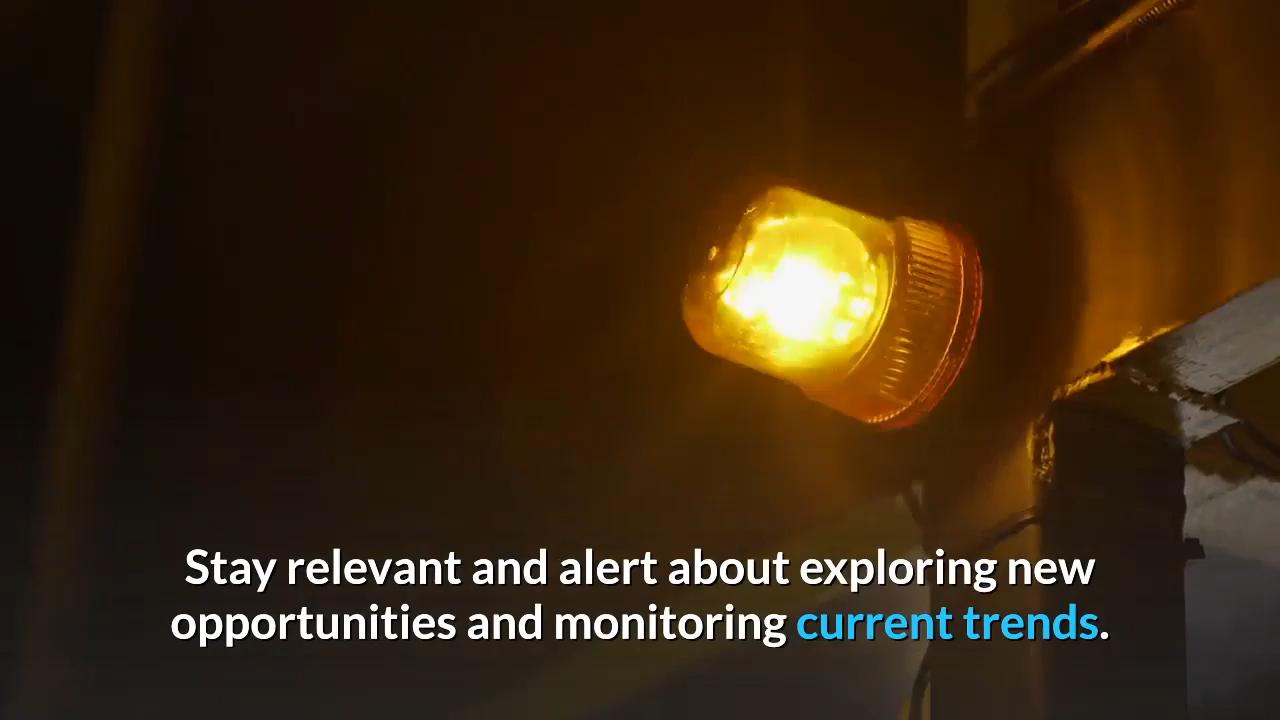 Stay relevant and alert about exploring new
opportunities and monitoring current trends.